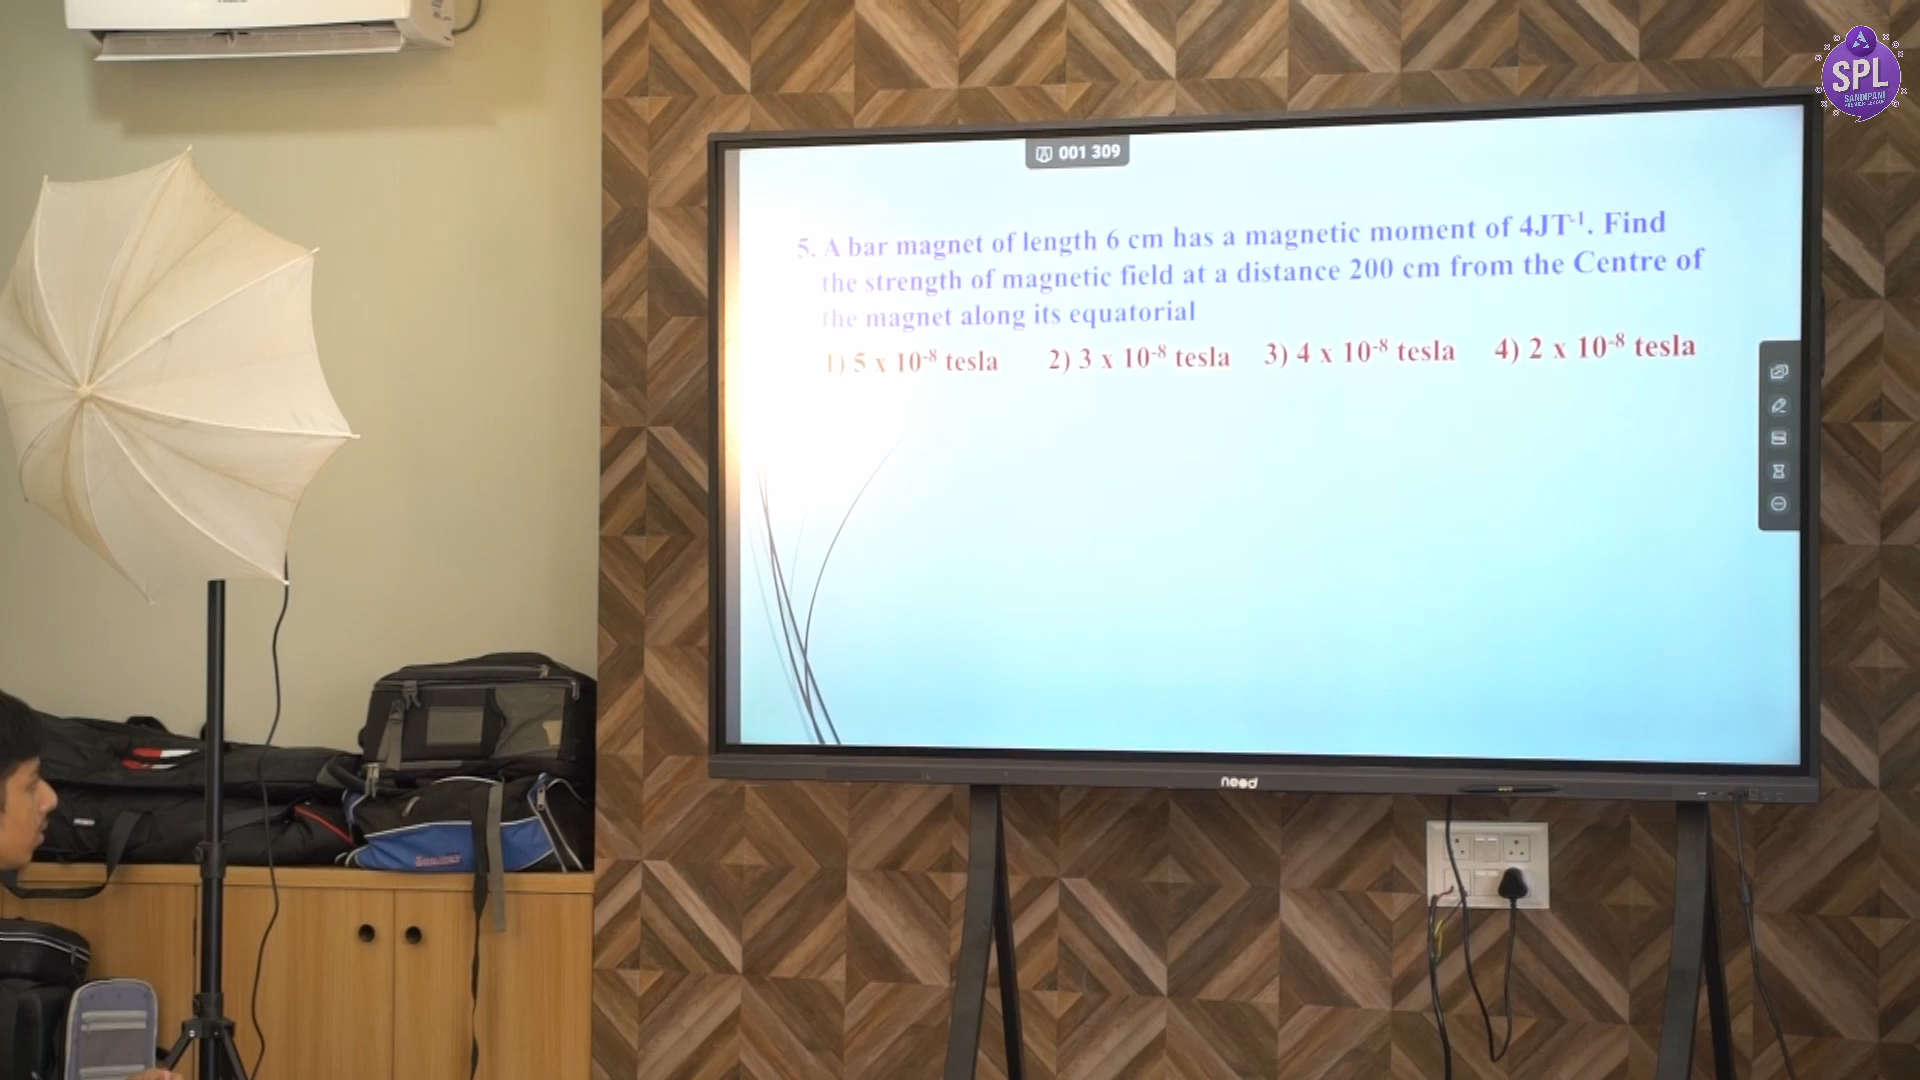 SPL
SANDIPANI
001 309
5. A bar magnet of length 6 cm has a magnetic moment of 4JT⁻¹. Find
the strength of magnetic field at a distance 200 cm from the Centre of
the magnet along its equatorial
1) 5 x 10⁻⁸ tesla 2) 3 x 10⁻⁸ tesla 3) 4 x 10⁻⁸ tesla 4) 2 x 10⁻⁸ tesla
need